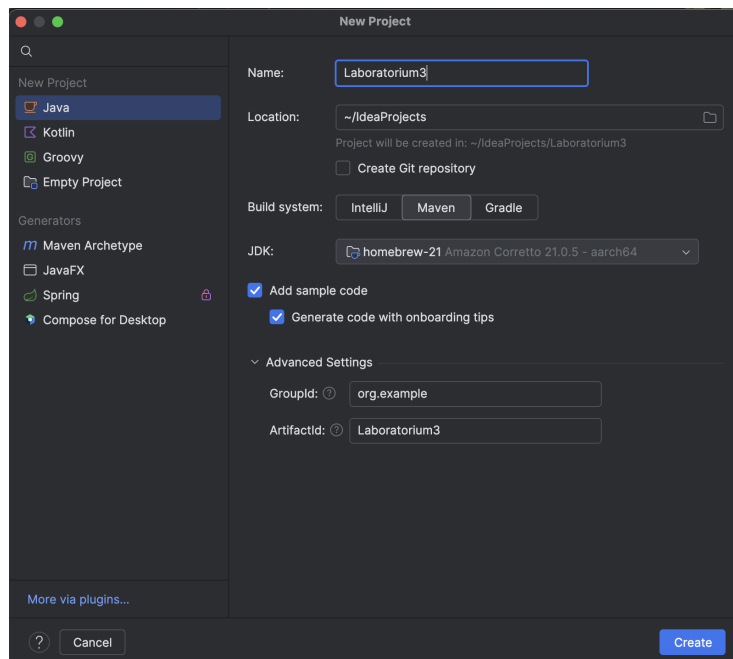 New Project
New Project
Java
Kotlin
Groovy
Empty Project
Generators
Maven Archetype
JavaFX
Spring
Compose for Desktop
More via plugins...
Name:
Laboratorium3
Location:
~/IdeaProjects
Project will be created in: ~/IdeaProjects/Laboratorium3
Create Git repository
Build system:
IntelliJ
Maven
Gradle
JDK:
homebrew-21 Amazon Corretto 21.0.5 - aarch64
Add sample code
Generate code with onboarding tips
Advanced Settings
GroupId: ?
org.example
ArtifactId: ?
Laboratorium3
?
Cancel
Create